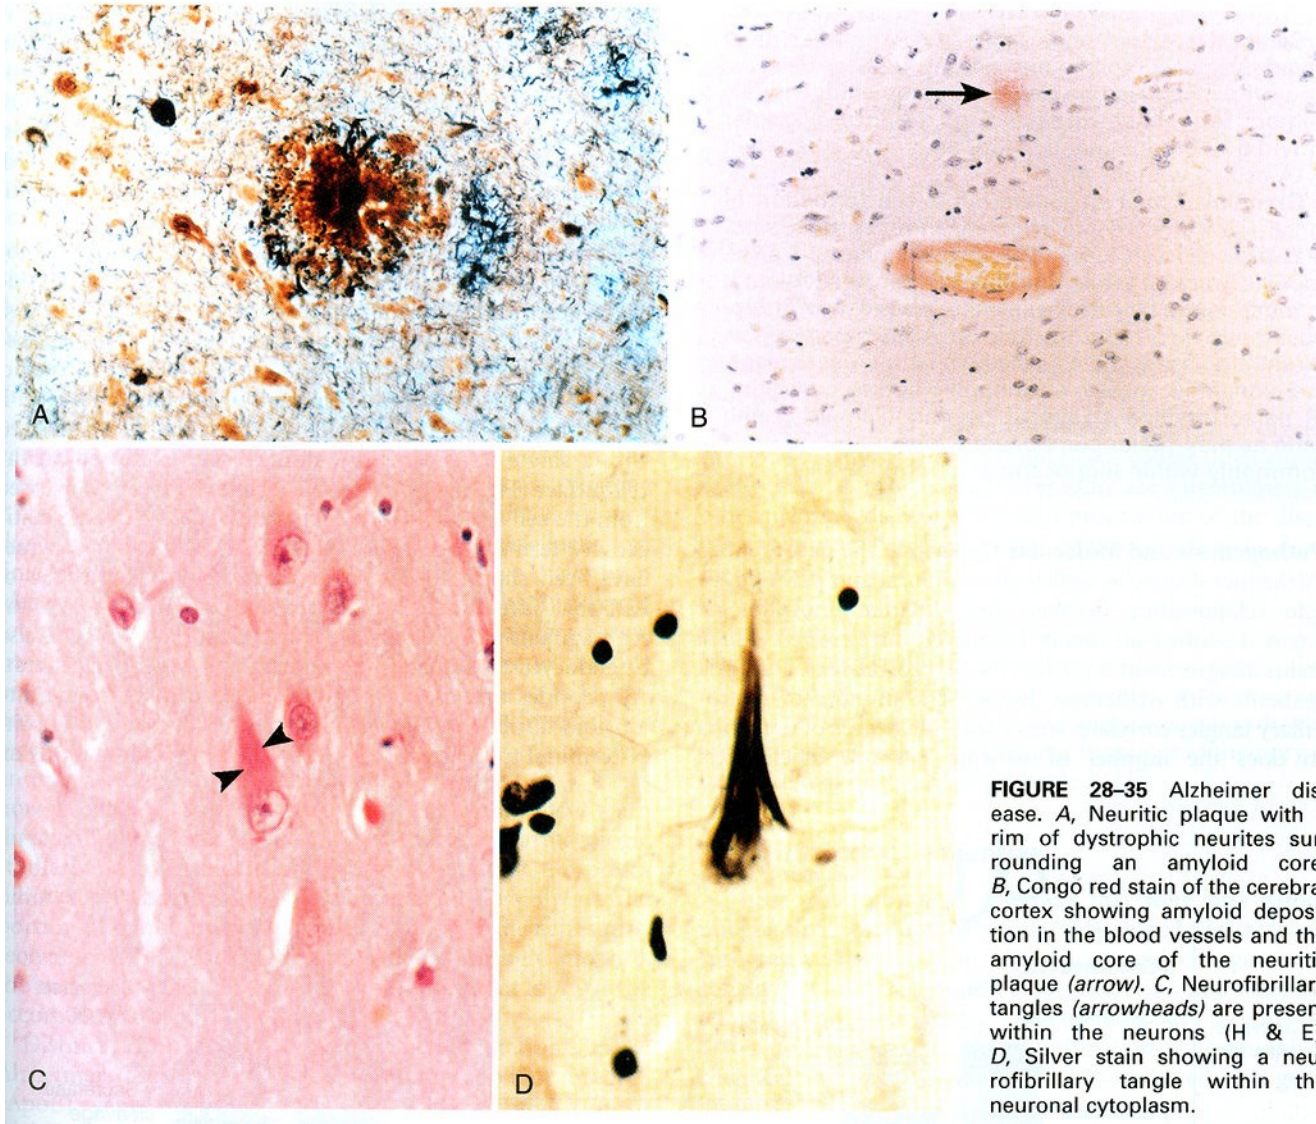 A
B
C
D
FIGURE 28–35 Alzheimer dis-
ease. A, Neuritic plaque with
rim of dystrophic neurites sur
rounding an amyloid core
B, Congo red stain of the cerebra
cortex showing amyloid depos
tion in the blood vessels and th
amyloid core of the neuriti
plaque (arrow). C, Neurofibrillar
tangles (arrowheads) are presen
within the neurons (H & E
D, Silver stain showing a neu
rofibrillary tangle within th
neuronal cytoplasm.